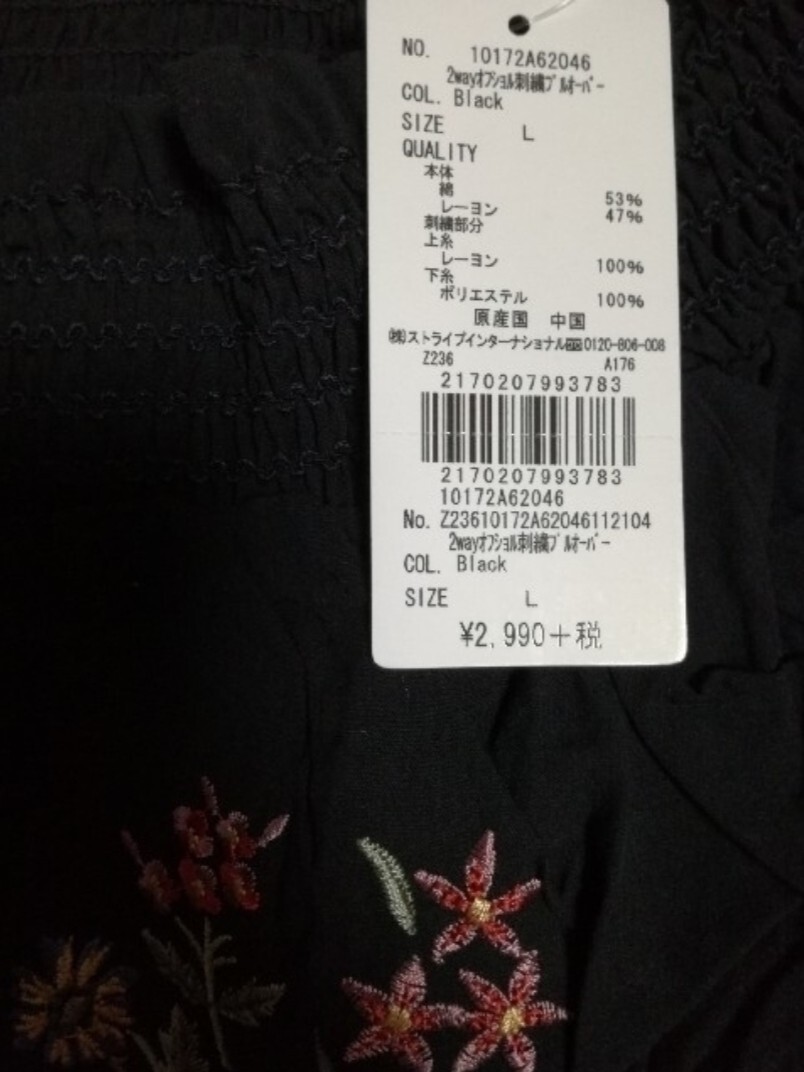 NO. 10172A62046
2wayｵﾌｼｮﾙ刺繍ﾌﾟﾙｵｰﾊﾞｰ
COL. Black
SIZE L
QUALITY
本体
綿 53%
レーヨン 47%
刺繍部分
上糸
レーヨン 100%
下糸
ポリエステル 100%
原産国 中国
㈱ストライプインターナショナル 0120-806-008
Z236 A176
2170207993783
2170207993783
10172A62046
No. Z23610172A62046112104
2wayｵﾌｼｮﾙ刺繍ﾌﾟﾙｵｰﾊﾞｰ
COL. Black
SIZE L
¥2,990+税